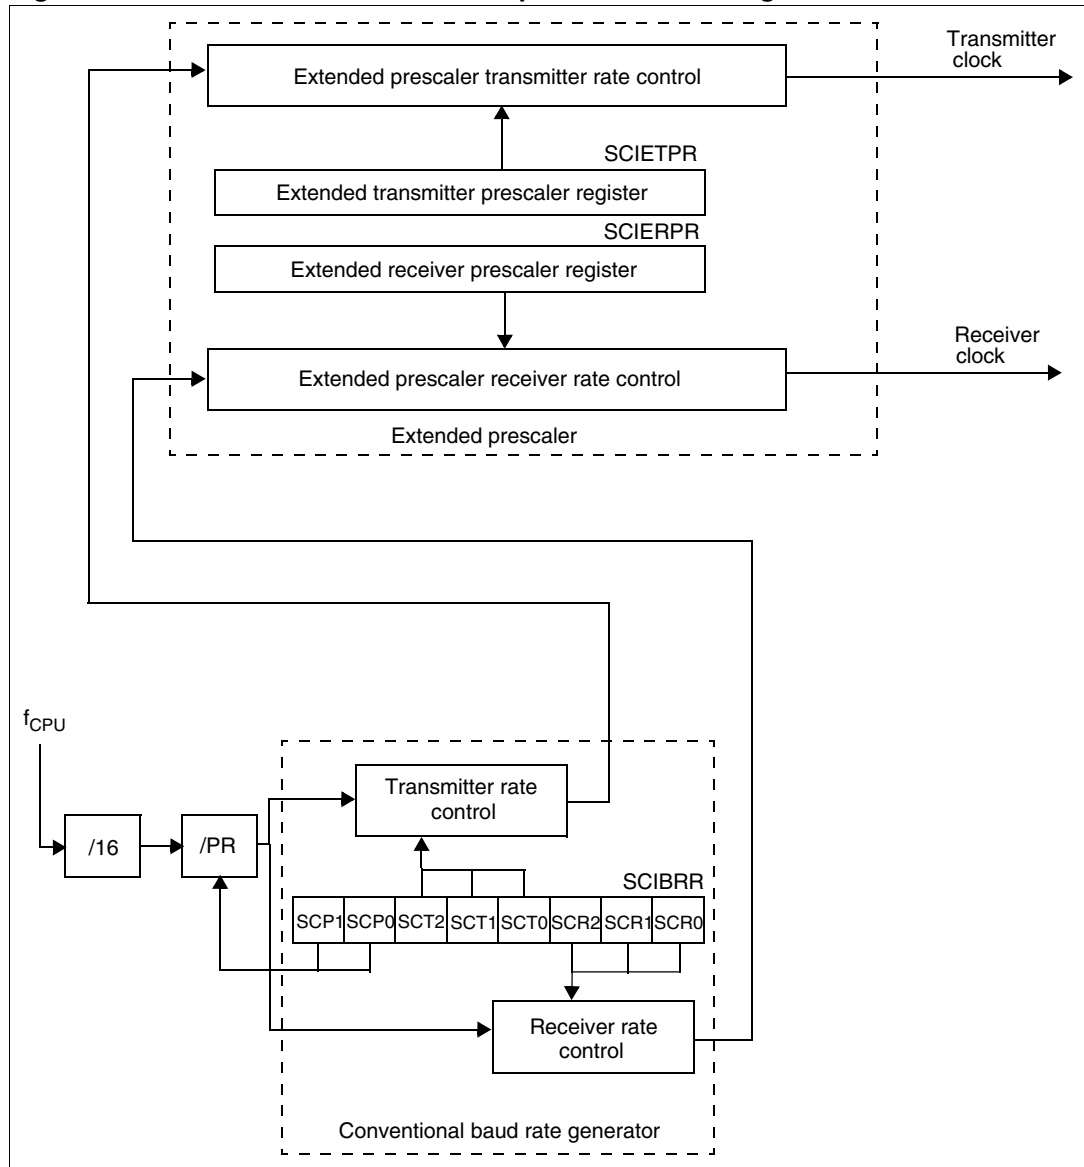 Transmitter
clock
Extended prescaler transmitter rate control
SCIETPR
Extended transmitter prescaler register
SCIERPR
Extended receiver prescaler register
Receiver
clock
Extended prescaler receiver rate control
Extended prescaler
fCPU
Transmitter rate
control
/16
/PR
SCIBRR
SCP1 SCP0 SCT2 SCT1 SCT0 SCR2 SCR1 SCR0
Receiver rate
control
Conventional baud rate generator